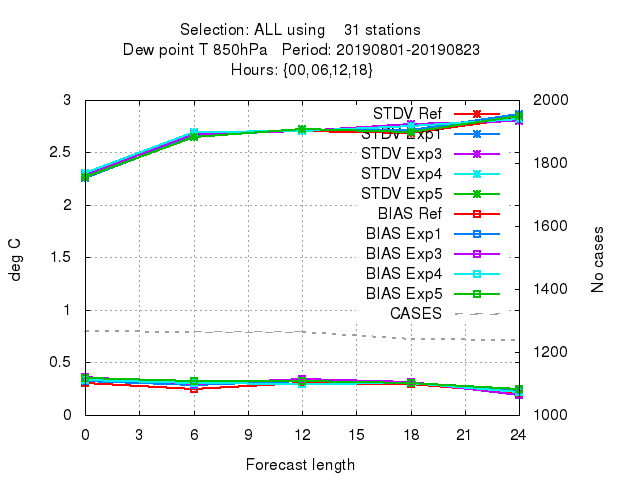 Selection: ALL using 31 stations
Dew point T 850hPa Period: 20190801-20190823
Hours: {00,06,12,18}
3
2.5
2
1.5
1
0.5
0
deg C
2000
1800
1600
1400
1200
1000
No cases
STDV Ref
STDV Exp1
STDV Exp3
STDV Exp4
STDV Exp5
BIAS Ref
BIAS Exp1
BIAS Exp3
BIAS Exp4
BIAS Exp5
CASES
0 3 6 9 12 15 18 21 24
Forecast length